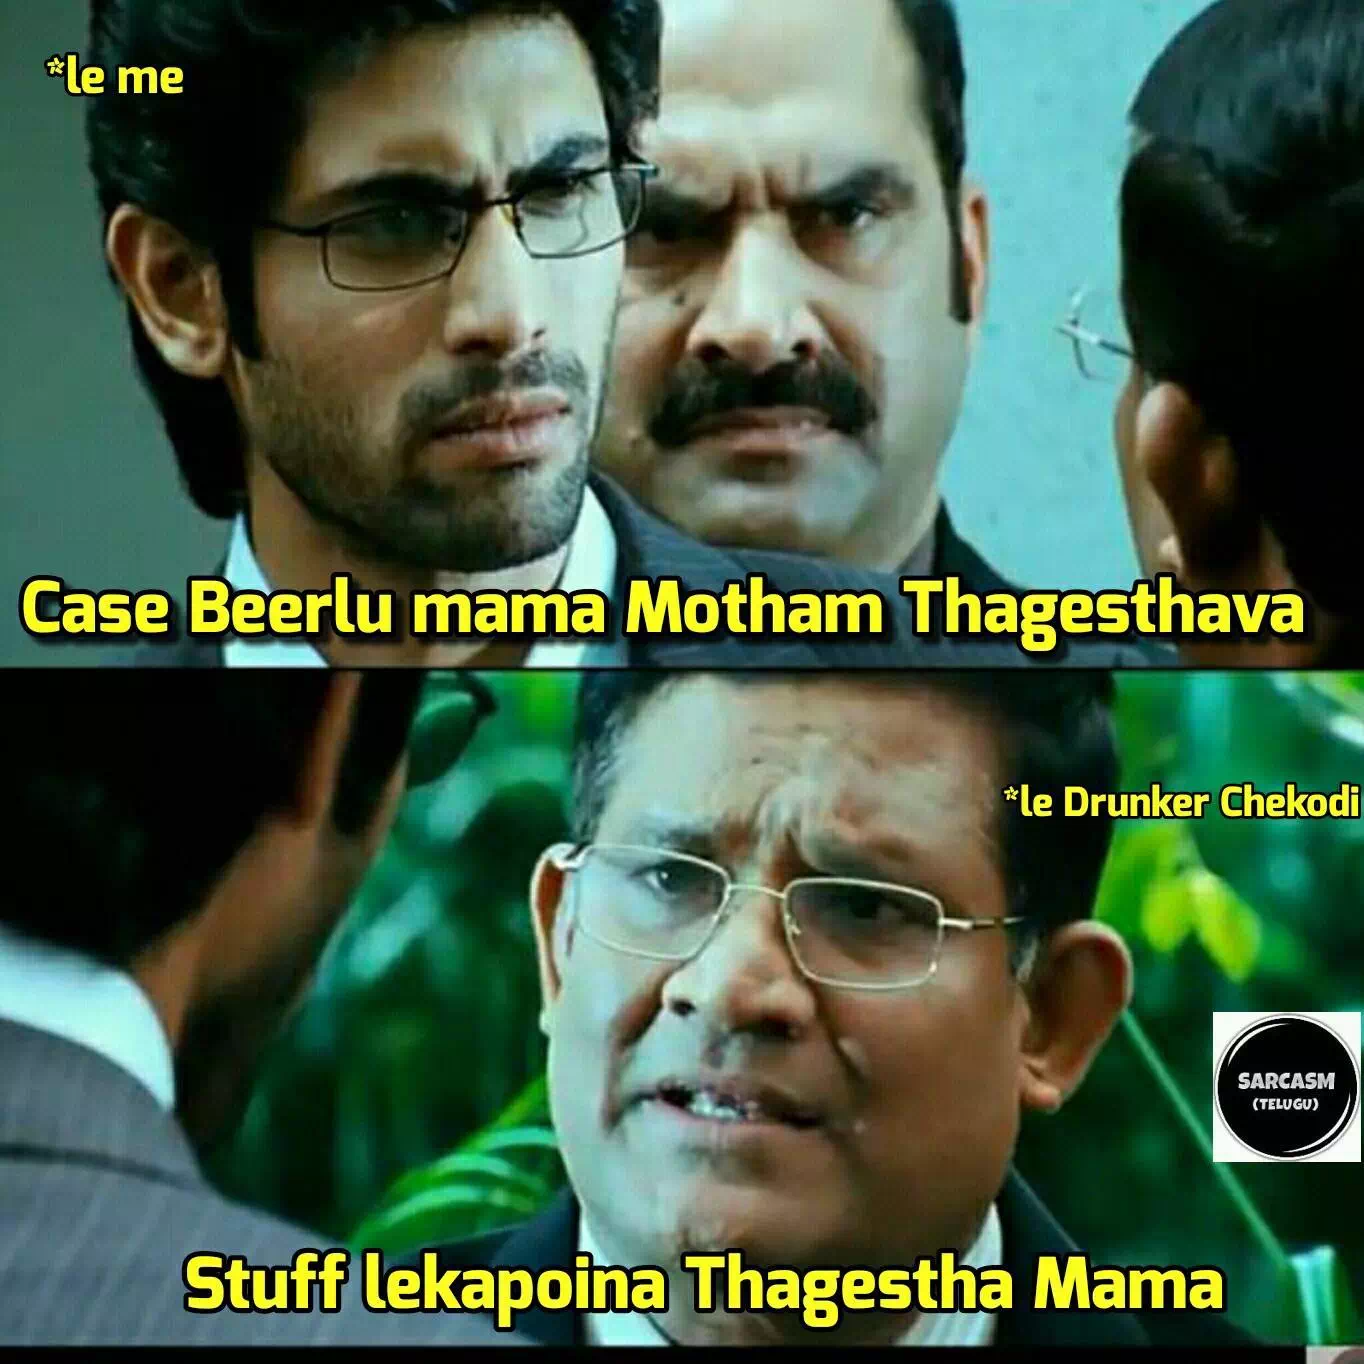 *le me
Case Beerlu mama Motham Thagesthava
*le Drunker Chekodi
SARCASM
(TELUGU)
Stuff lekapoina Thagestha Mama